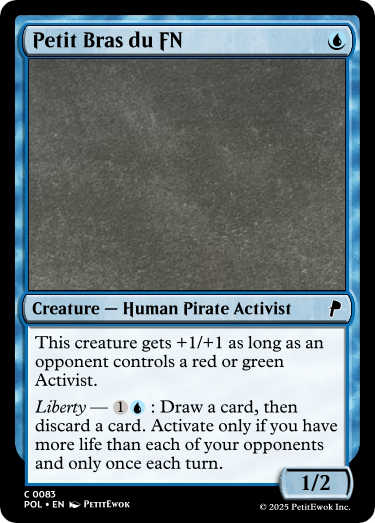 Petit Bras du FN
Creature — Human Pirate Activist
This creature gets +1/+1 as long as an
opponent controls a red or green
Activist.
Liberty — 1 : Draw a card, then
discard a card. Activate only if you have
more life than each of your opponents
and only once each turn.
1/2
C 0083
POL • EN PetitEwok
© 2025 PetitEwok Inc.